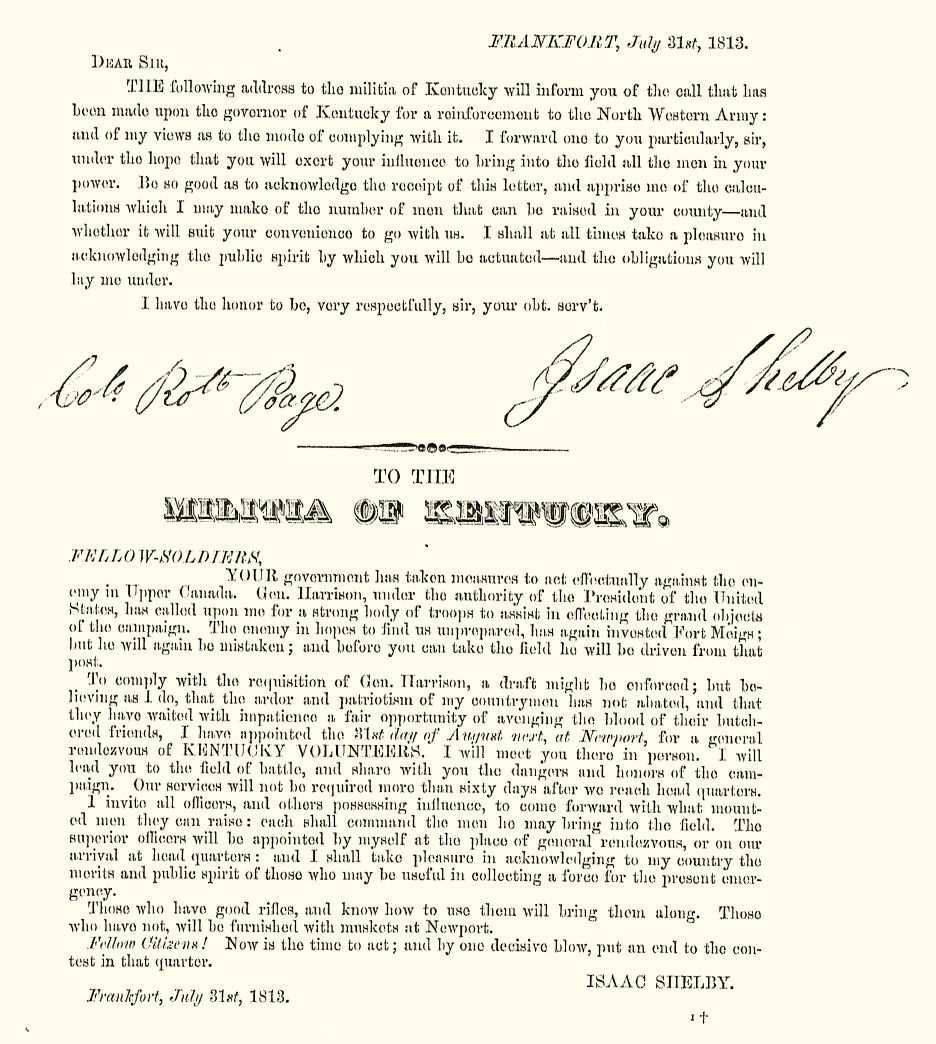 FRANKFORT, July 31st, 1813.
DEAR SIR,
THE following address to the militia of Kentucky will inform you of the call that has
been made upon the governor of Kentucky for a reinforcement to the North Western Army:
and of my views as to the mode of complying with it. I forward one to you particularly, sir,
under the hope that you will exert your influence to bring into the field all the men in your
power. Be so good as to acknowledge the receipt of this letter, and apprise me of the calcu-
lations which I may make of the number of men that can be raised in your county—and
whether it will suit your convenience to go with us. I shall at all times take a pleasure in
acknowledging the public spirit by which you will be actuated—and the obligations you will
lay me under.
I have the honor to be, very respectfully, sir, your obt. serv't.
Isaac Shelby
Colo Rott Poage.
TO THE
MILITIA OF KENTUCKY.
FELLOW-SOLDIERS,
YOUR government has taken measures to act effectually against the en-
emy in Upper Canada. Gen. Harrison, under the authority of the President of the United
States, has called upon me for a strong body of troops to assist in effecting the grand objects
of the campaign. The enemy in hopes to find us unprepared, has again invested Fort Meigs;
but he will again be mistaken; and before you can take the field he will be driven from that
post.
To comply with the requisition of Gen. Harrison, a draft might be enforced; but be-
lieving as I do, that the ardor and patriotism of my countrymen has not abated, and that
they have waited with impatience a fair opportunity of avenging the blood of their butch-
ered friends, I have appointed the 31st day of August next, at Newport, for a general
rendezvous of KENTUCKY VOLUNTEERS. I will meet you there in person. I will
lead you to the field of battle, and share with you the dangers and honors of the cam-
paign. Our services will not be required more than sixty days after we reach head quarters.
I invite all officers, and others possessing influence, to come forward with what mount-
ed men they can raise: each shall command the men he may bring into the field. The
superior officers will be appointed by myself at the place of general rendezvous, or on our
arrival at head quarters: and I shall take pleasure in acknowledging to my country the
merits and public spirit of those who may be useful in collecting a force for the present emer-
gency.
Those who have good rifles, and know how to use them will bring them along. Those
who have not, will be furnished with muskets at Newport.
Fellow Citizens! Now is the time to act; and by one decisive blow, put an end to the con-
test in that quarter.
ISAAC SHELBY.
Frankfort, July 31st, 1813.
1 †